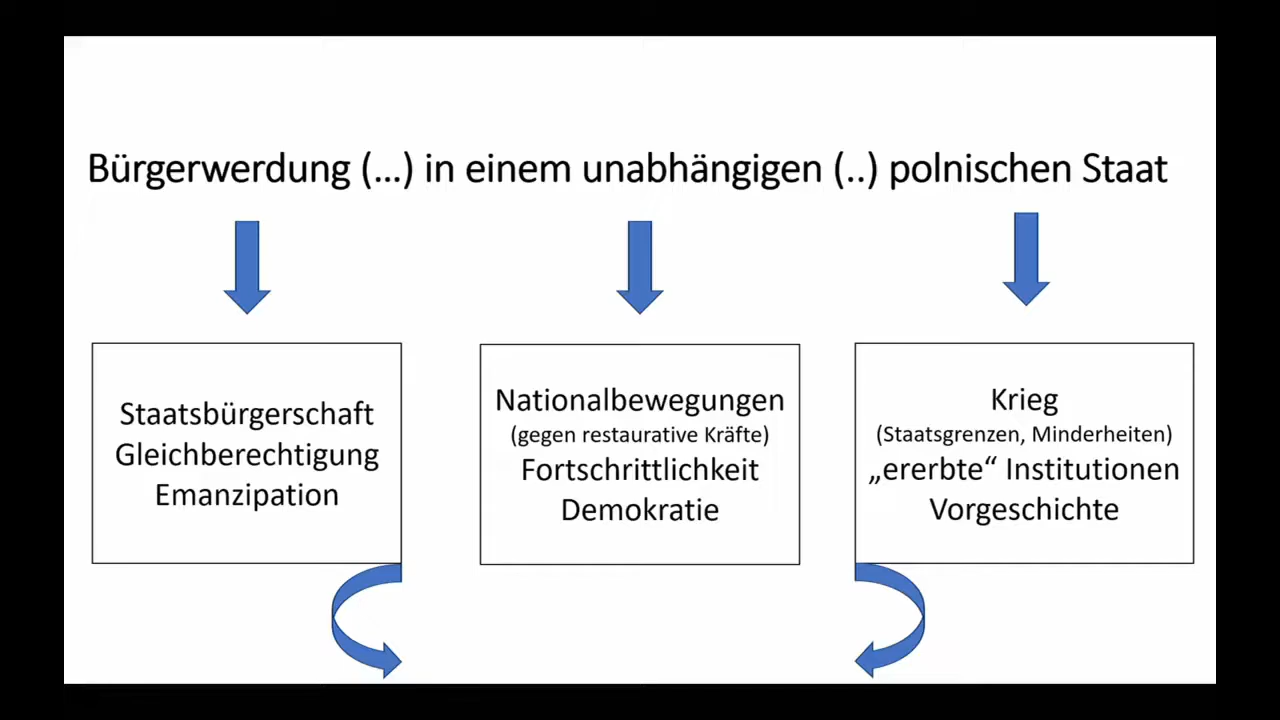 Bürgerwerdung (...) in einem unabhängigen (..) polnischen Staat
Staatsbürgerschaft
Gleichberechtigung
Emanzipation
Nationalbewegungen
(gegen restaurative Kräfte)
Fortschrittlichkeit
Demokratie
Krieg
(Staatsgrenzen, Minderheiten)
„ererbte“ Institutionen
Vorgeschichte